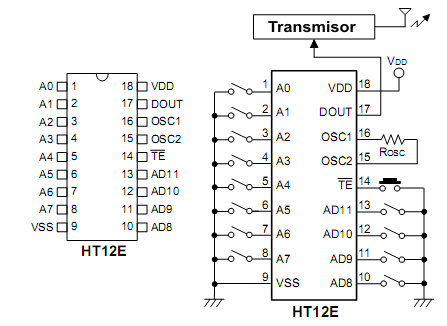 Transmisor
A0 1 18 VDD
A1 2 17 DOUT
A2 3 16 OSC1
A3 4 15 OSC2
A4 5 14 TE
A5 6 13 AD11
A6 7 12 AD10
A7 8 11 AD9
VSS 9 10 AD8
HT12E
VDD
1 A0 VDD 18
2 A1 DOUT 17
3 A2 OSC1 16
ROSC
4 A3 OSC2 15
5 A4 TE 14
6 A5 AD11 13
7 A6 AD10 12
8 A7 AD9 11
9 VSS AD8 10
HT12E